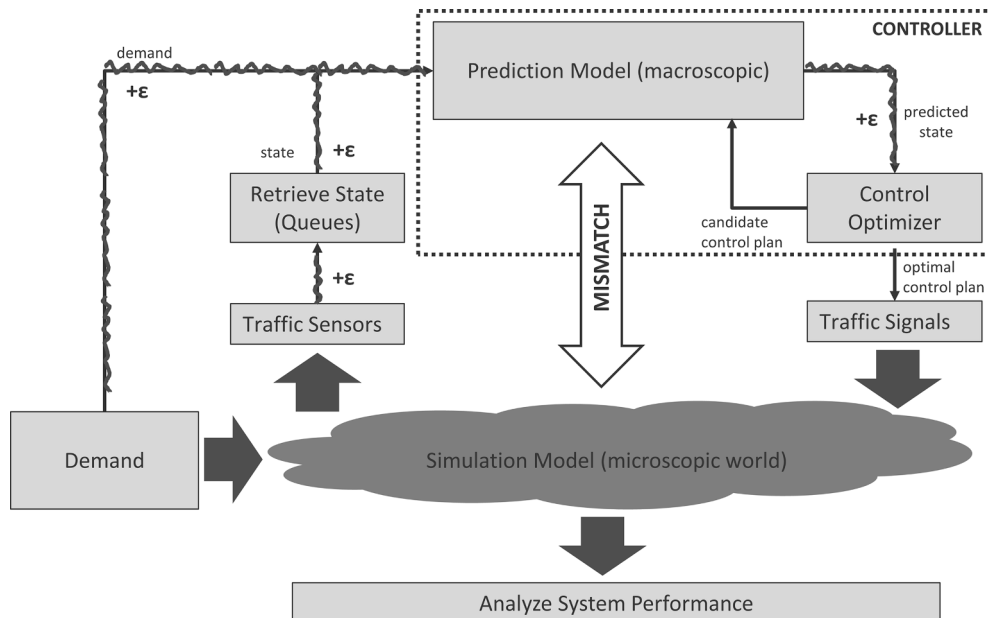 CONTROLLER
demand
Prediction Model (macroscopic)
+ε
+ε
predicted
state
state
+ε
Retrieve State
(Queues)
Control
Optimizer
candidate
control plan
MISMATCH
+ε
optimal
control plan
Traffic Sensors
Traffic Signals
Demand
Simulation Model (microscopic world)
Analyze System Performance